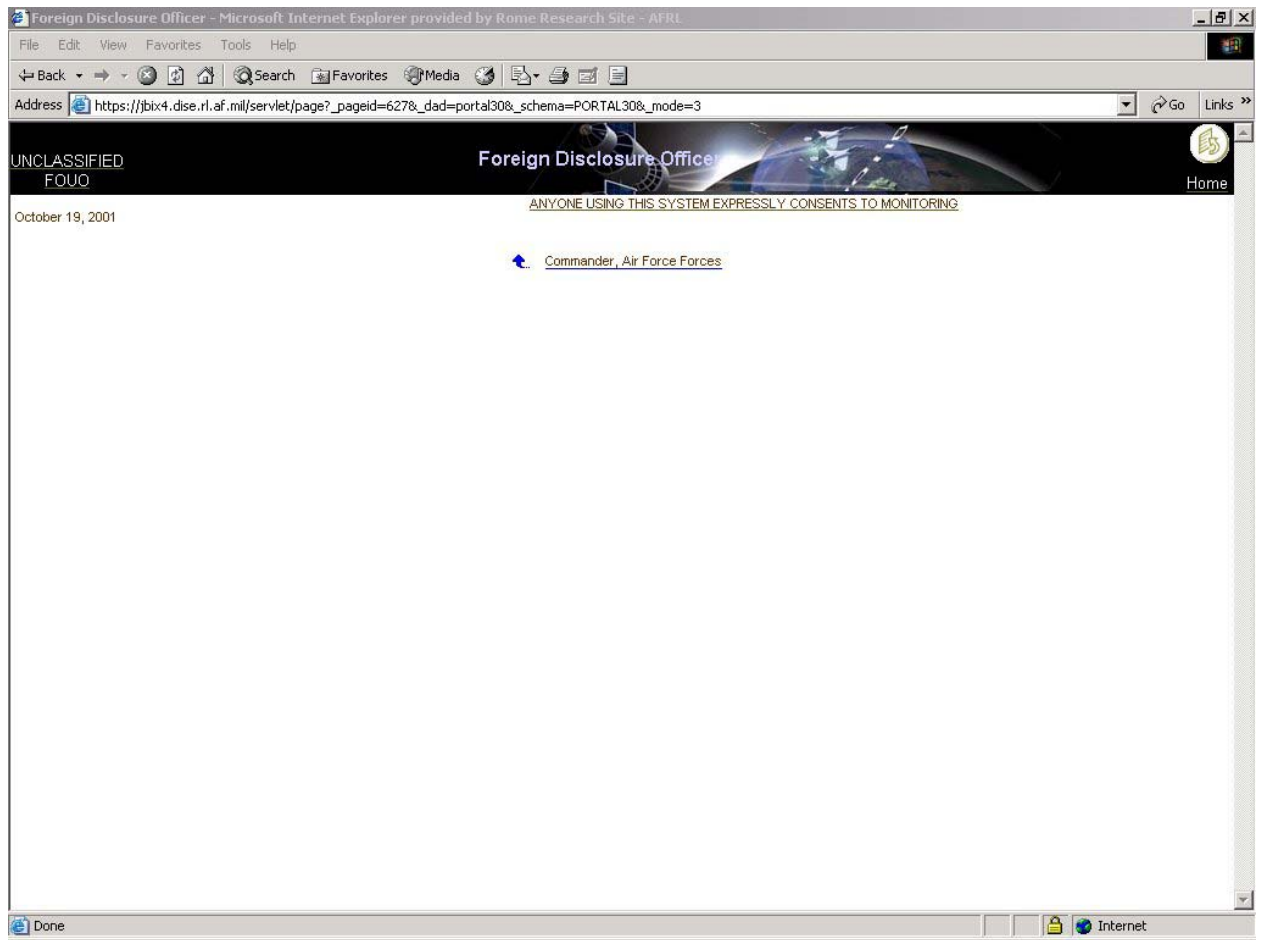 Foreign Disclosure Officer - Microsoft Internet Explorer provided by Rome Research Site - AFRL
File Edit View Favorites Tools Help
Back Search Favorites Media
Address https://jbix4.dise.rl.af.mil/servlet/page?_pageid=627&_dad=portal30&_schema=PORTAL30&_mode=3 Go Links »
UNCLASSIFIED
FOUO
Foreign Disclosure Officer
Home
ANYONE USING THIS SYSTEM EXPRESSLY CONSENTS TO MONITORING
October 19, 2001
Commander, Air Force Forces
Done Internet